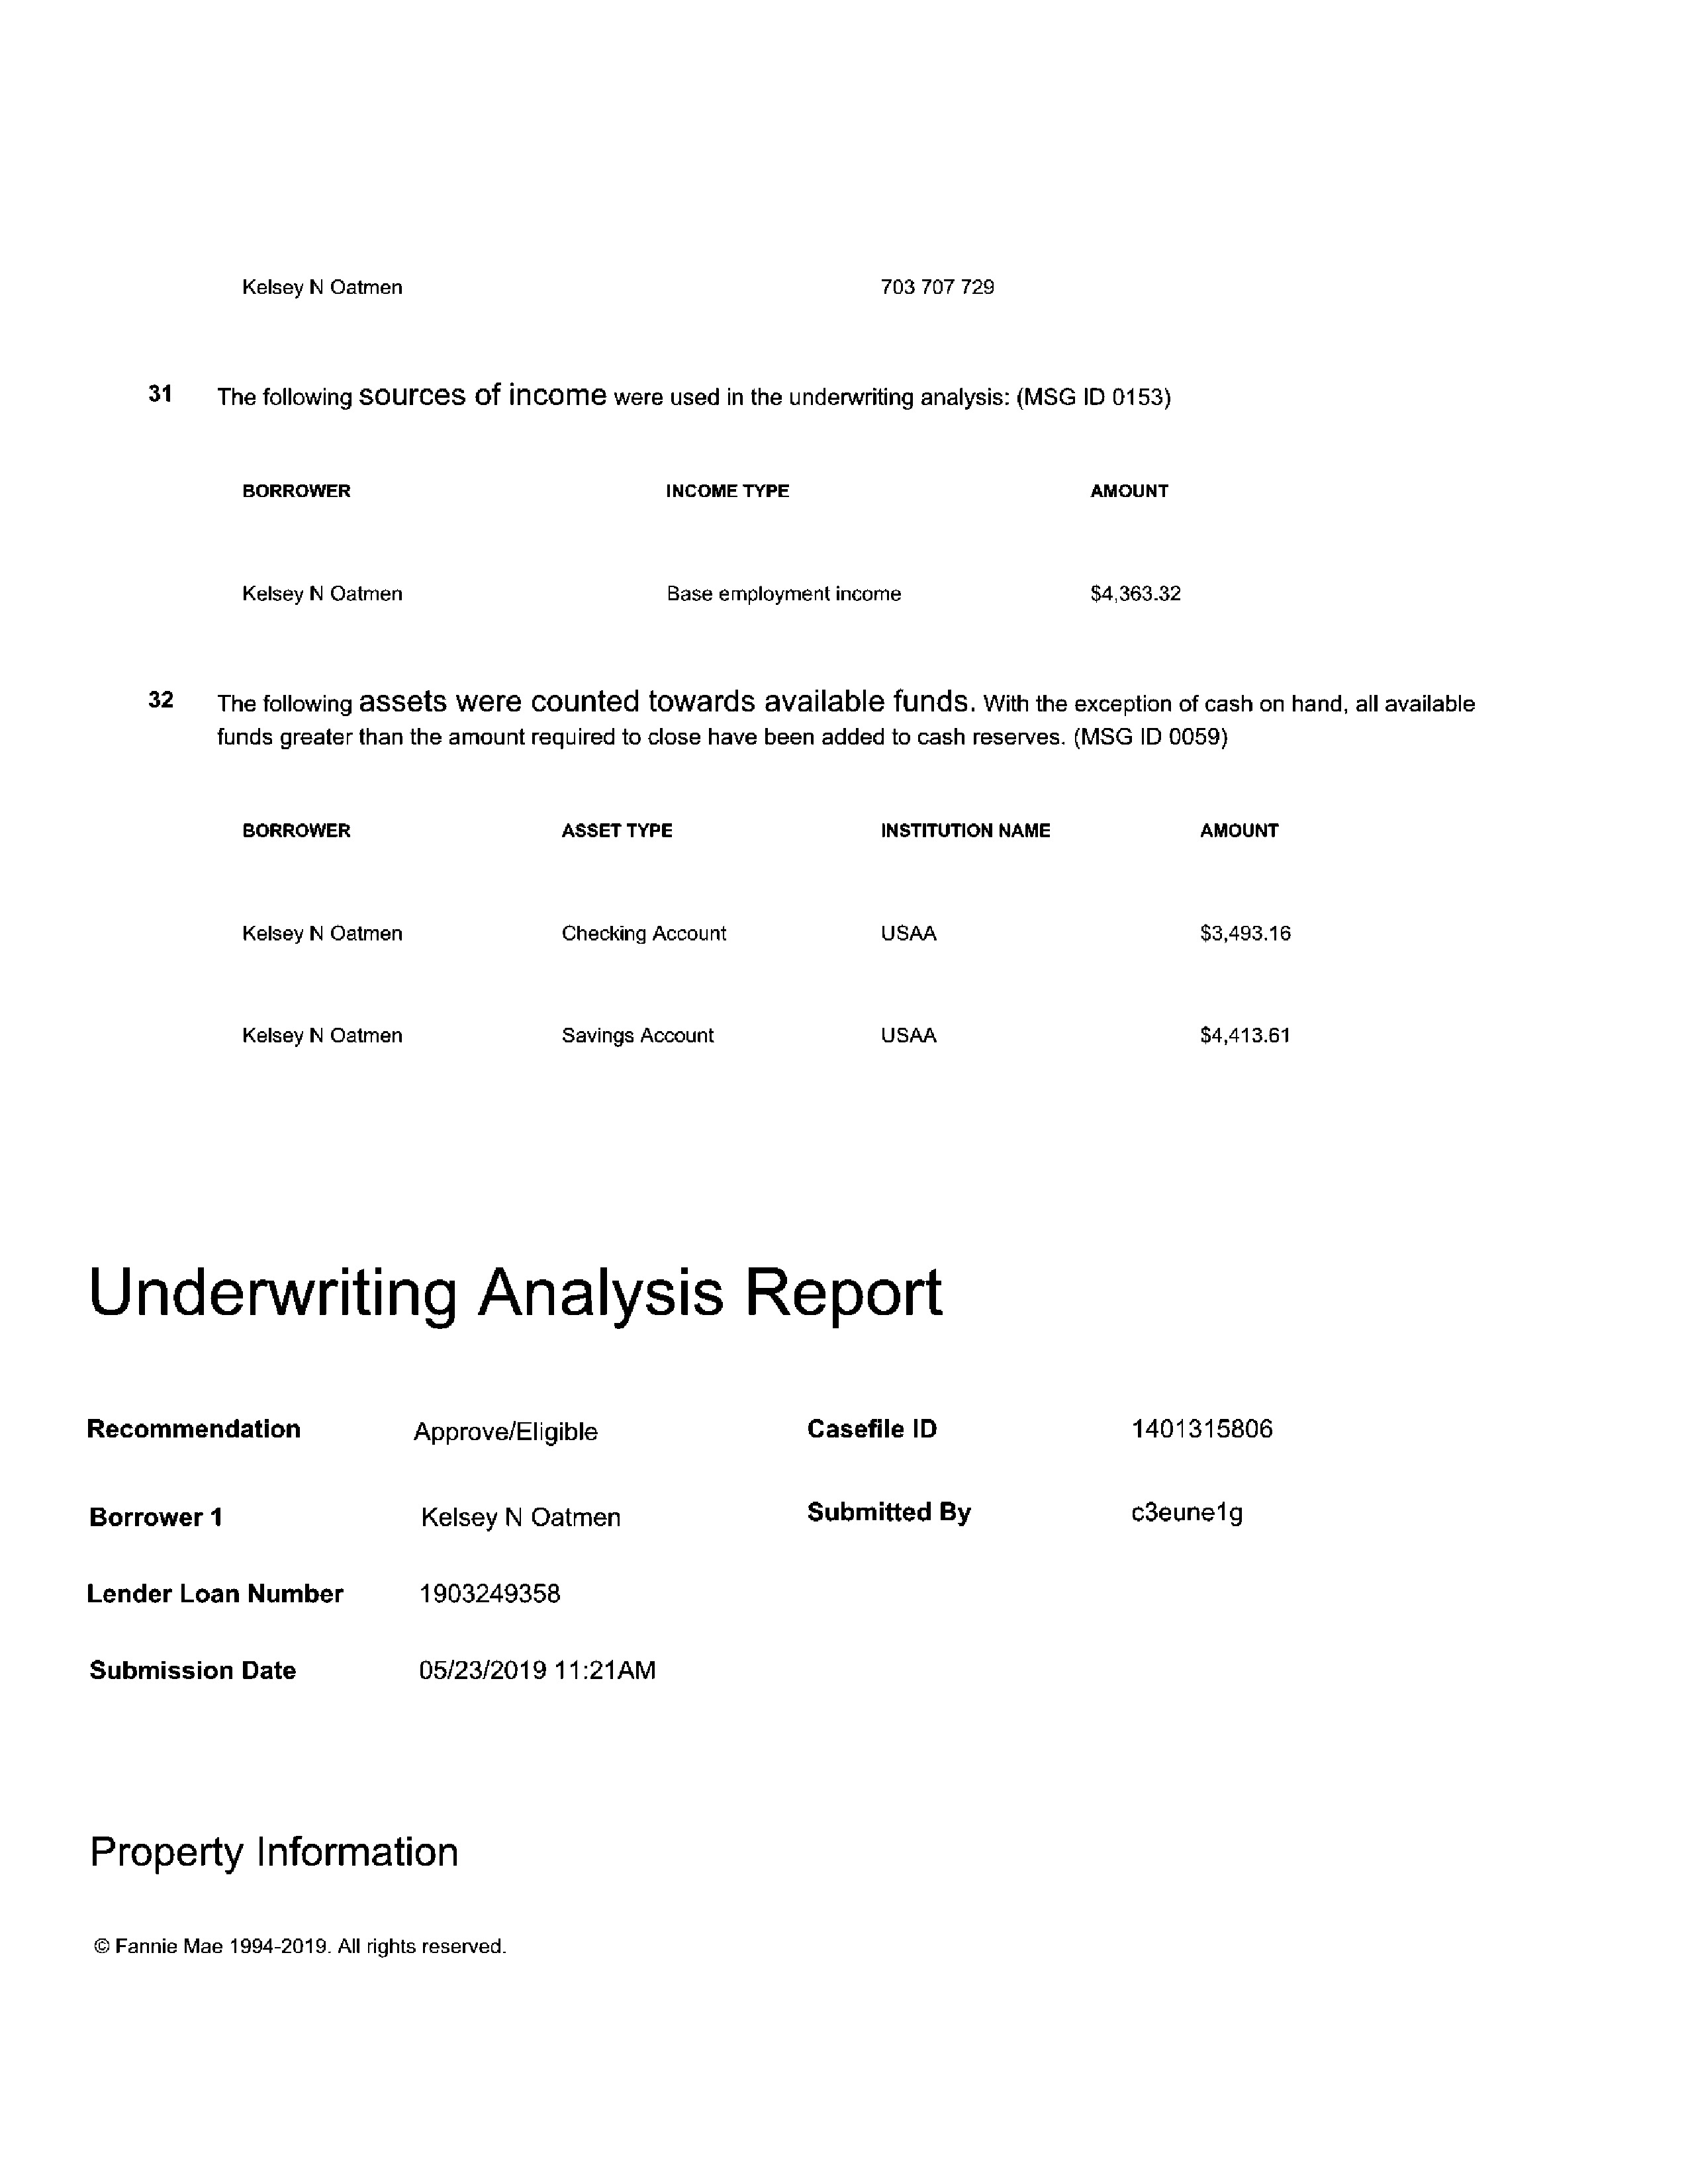 Kelsey N Oatmen 703 707 729
31 The following sources of income were used in the underwriting analysis: (MSG ID 0153)
BORROWER INCOME TYPE AMOUNT
Kelsey N Oatmen Base employment income $4,363.32
32 The following assets were counted towards available funds. With the exception of cash on hand, all available
funds greater than the amount required to close have been added to cash reserves. (MSG ID 0059)
BORROWER ASSET TYPE INSTITUTION NAME AMOUNT
Kelsey N Oatmen Checking Account USAA $3,493.16
Kelsey N Oatmen Savings Account USAA $4,413.61
Underwriting Analysis Report
Recommendation Approve/Eligible Casefile ID 1401315806
Borrower 1 Kelsey N Oatmen Submitted By c3eune1g
Lender Loan Number 1903249358
Submission Date 05/23/2019 11:21AM
Property Information
© Fannie Mae 1994-2019. All rights reserved.